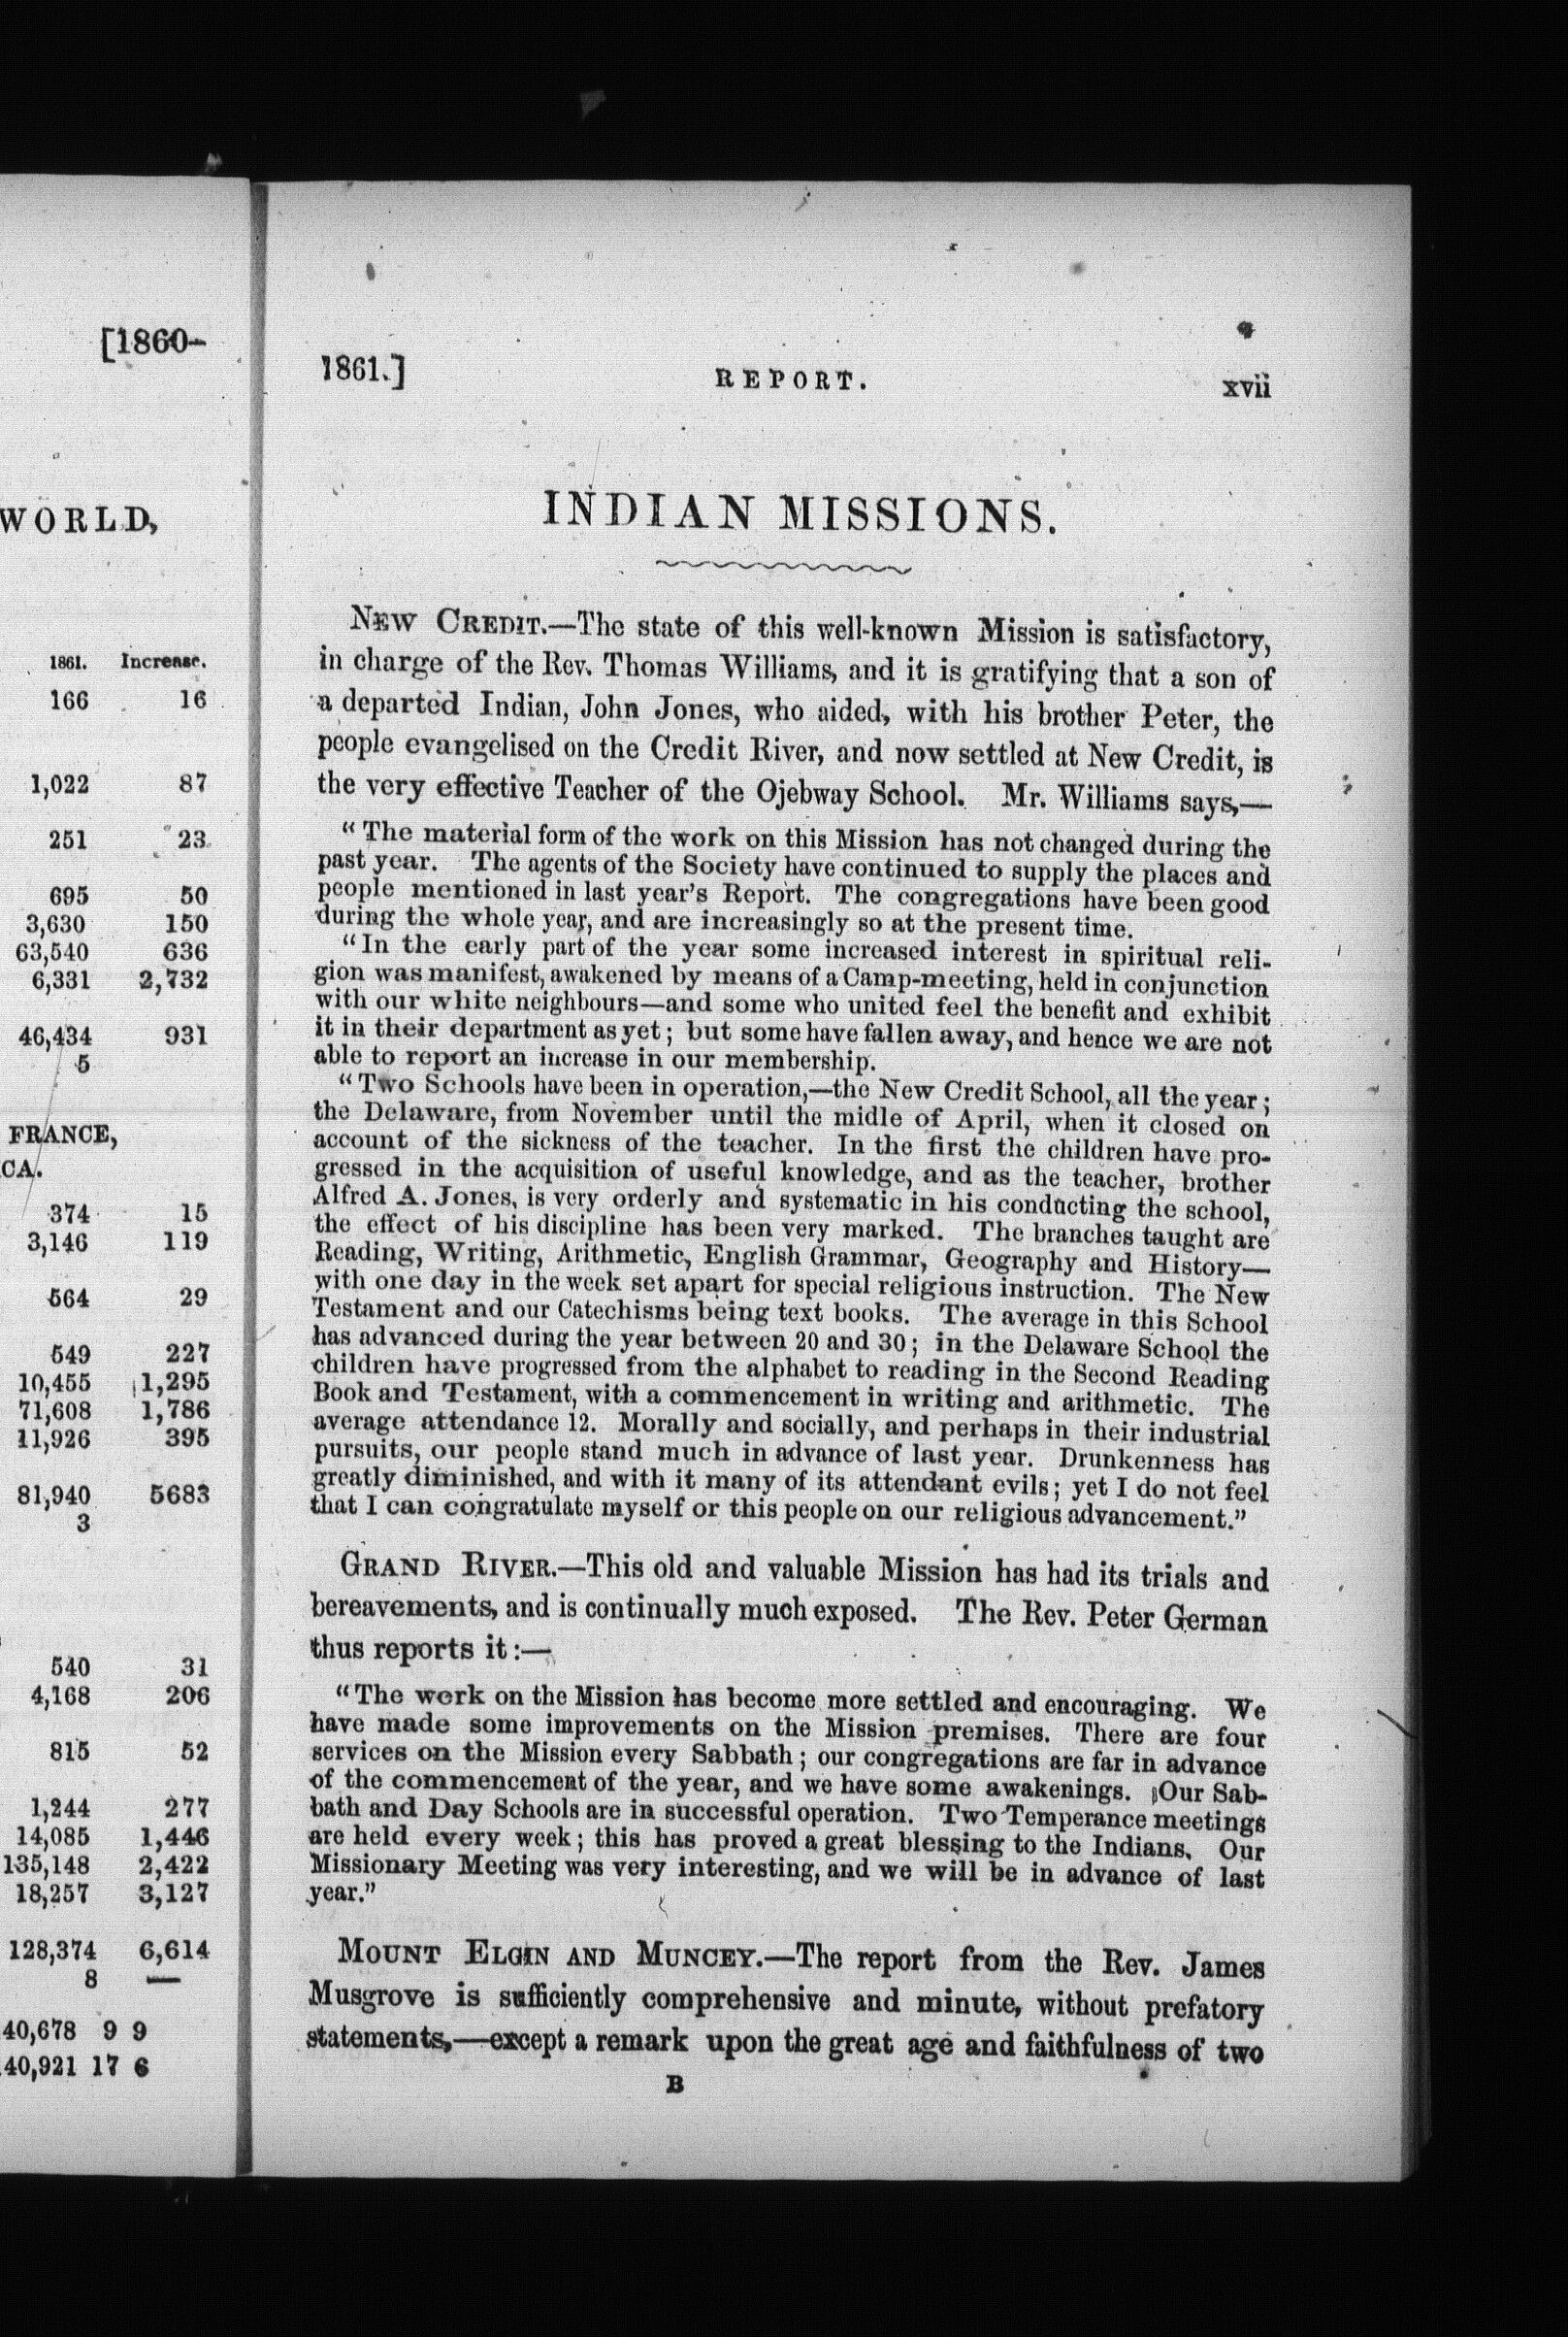 [1860-
WORLD,
1861. Increase.
166 16
1,022 87
251 23
695 50
3,630 150
63,540 636
6,331 2,732
46,434 931
5
FRANCE,
CA.
374 15
3,146 119
564 29
549 227
10,455 1,295
71,608 1,786
11,926 395
81,940 5683
3
540 31
4,168 206
815 52
1,244 277
14,085 1,446
135,148 2,422
18,257 3,127
128,374 6,614
8 —
40,678 9 9
40,921 17 6
1861.] REPORT. xvii
INDIAN MISSIONS.
NEW CREDIT.—The state of this well-known Mission is satisfactory,
in charge of the Rev. Thomas Williams, and it is gratifying that a son of
a departed Indian, John Jones, who aided, with his brother Peter, the
people evangelised on the Credit River, and now settled at New Credit, is
the very effective Teacher of the Ojebway School. Mr. Williams says,—
"The material form of the work on this Mission has not changed during the
past year. The agents of the Society have continued to supply the places and
people mentioned in last year's Report. The congregations have been good
during the whole year, and are increasingly so at the present time.
"In the early part of the year some increased interest in spiritual reli-
gion was manifest, awakened by means of a Camp-meeting, held in conjunction
with our white neighbours—and some who united feel the benefit and exhibit
it in their department as yet; but some have fallen away, and hence we are not
able to report an increase in our membership.
"Two Schools have been in operation,—the New Credit School, all the year;
the Delaware, from November until the midle of April, when it closed on
account of the sickness of the teacher. In the first the children have pro-
gressed in the acquisition of useful knowledge, and as the teacher, brother
Alfred A. Jones, is very orderly and systematic in his conducting the school,
the effect of his discipline has been very marked. The branches taught are
Reading, Writing, Arithmetic, English Grammar, Geography and History—
with one day in the week set apart for special religious instruction. The New
Testament and our Catechisms being text books. The average in this School
has advanced during the year between 20 and 30; in the Delaware School the
children have progressed from the alphabet to reading in the Second Reading
Book and Testament, with a commencement in writing and arithmetic. The
average attendance 12. Morally and socially, and perhaps in their industrial
pursuits, our people stand much in advance of last year. Drunkenness has
greatly diminished, and with it many of its attendant evils; yet I do not feel
that I can congratulate myself or this people on our religious advancement."
GRAND RIVER.—This old and valuable Mission has had its trials and
bereavements, and is continually much exposed. The Rev. Peter German
thus reports it:—
"The work on the Mission has become more settled and encouraging. We
have made some improvements on the Mission premises. There are four
services on the Mission every Sabbath; our congregations are far in advance
of the commencement of the year, and we have some awakenings. Our Sab-
bath and Day Schools are in successful operation. Two Temperance meetings
are held every week; this has proved a great blessing to the Indians. Our
Missionary Meeting was very interesting, and we will be in advance of last
year."
MOUNT ELGIN AND MUNCEY.—The report from the Rev. James
Musgrove is sufficiently comprehensive and minute, without prefatory
statements,—except a remark upon the great age and faithfulness of two
B